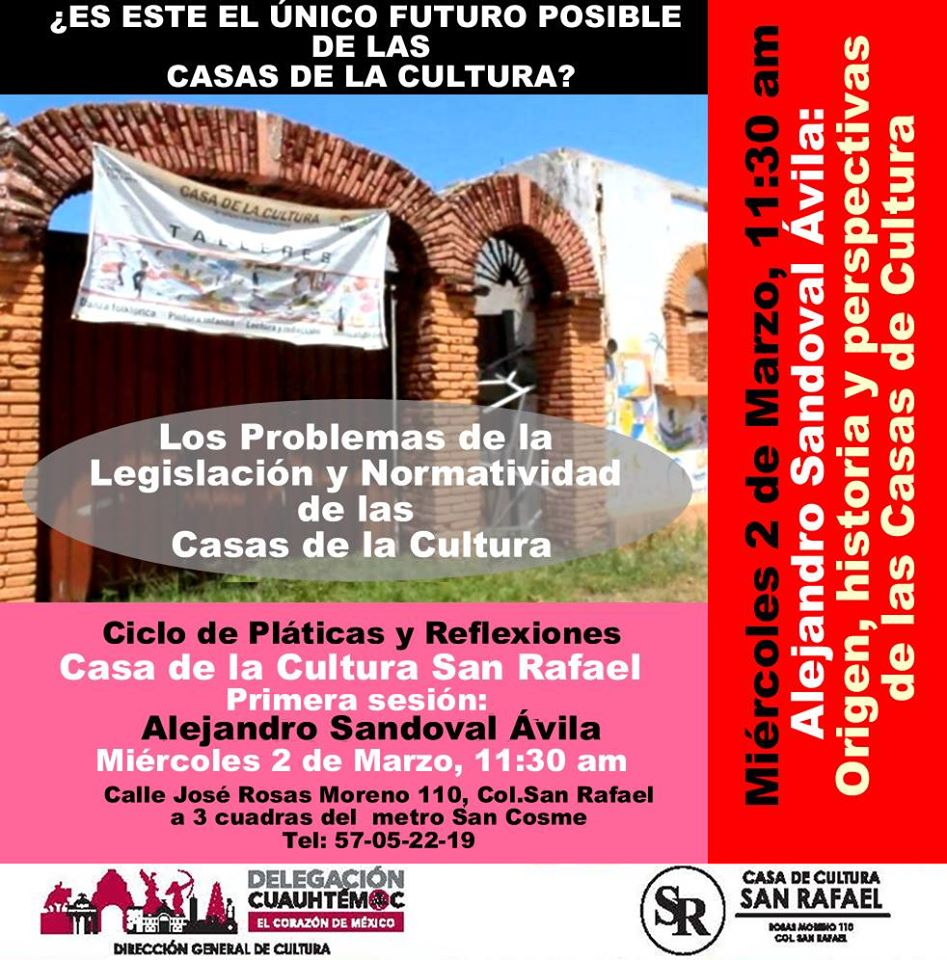 ¿ES ESTE EL ÚNICO FUTURO POSIBLE
DE LAS
CASAS DE LA CULTURA?
CASA DE LA CULTURA
TALLERES
Danza folklórica Pintura infantil Lectura y redacción
Los Problemas de la
Legislación y Normatividad
de las
Casas de la Cultura
Ciclo de Pláticas y Reflexiones
Casa de la Cultura San Rafael
Primera sesión:
Alejandro Sandoval Ávila
Miércoles 2 de Marzo, 11:30 am
Calle José Rosas Moreno 110, Col.San Rafael
a 3 cuadras del metro San Cosme
Tel: 57-05-22-19
Miércoles 2 de Marzo, 11:30 am
Alejandro Sandoval Ávila:
Origen, historia y perspectivas
de las Casas de Cultura
DELEGACIÓN
CUAUHTÉMOC
EL CORAZÓN DE MÉXICO
DIRECCIÓN GENERAL DE CULTURA
SR
CASA DE CULTURA
SAN RAFAEL
ROSAS MORENO 110
COL. SAN RAFAEL